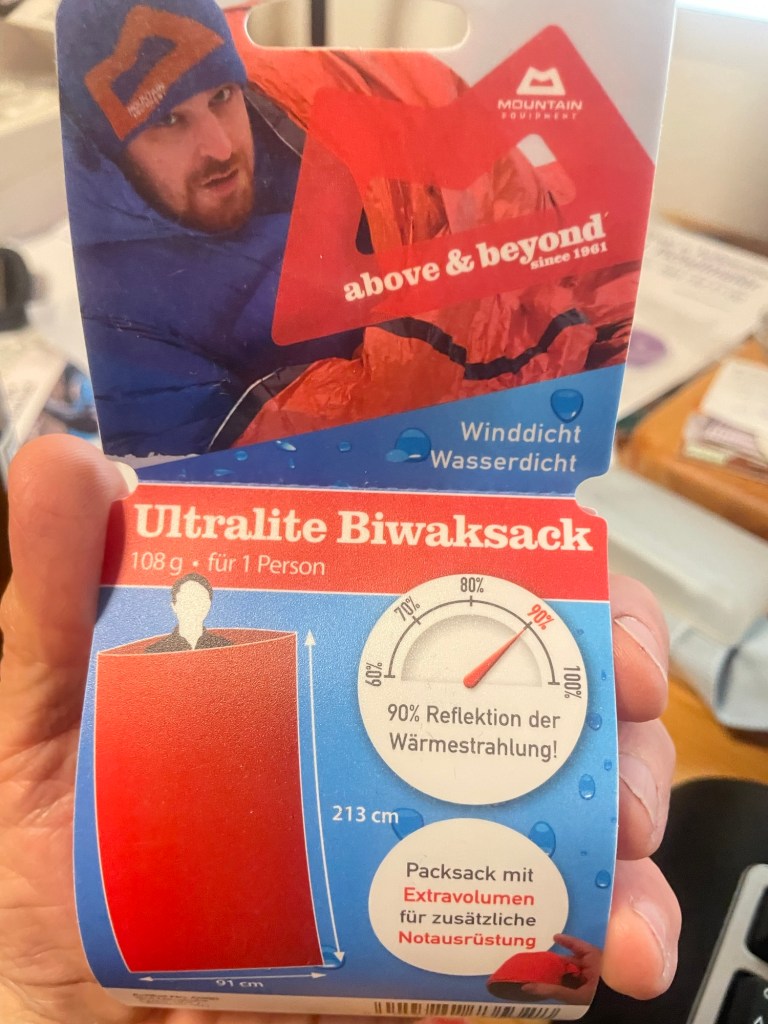 MOUNTAIN
EQUIPMENT
above & beyond
since 1961
Winddicht
Wasserdicht
Ultralite Biwaksack
108 g • für 1 Person
60%
70%
80%
90%
100%
90% Reflektion der
Wärmestrahlung!
213 cm
Packsack mit
Extravolumen
für zusätzliche
Notausrüstung
91 cm